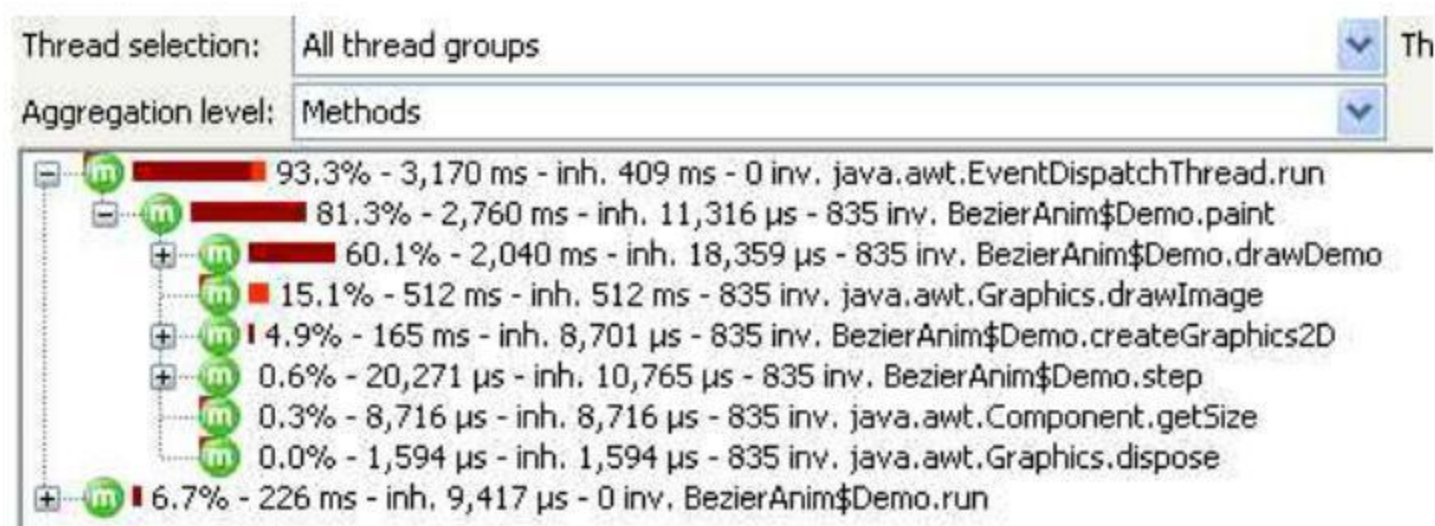 Thread selection: All thread groups Th
Aggregation level: Methods
m 93.3% - 3,170 ms - inh. 409 ms - 0 inv. java.awt.EventDispatchThread.run
m 81.3% - 2,760 ms - inh. 11,316 µs - 835 inv. BezierAnim$Demo.paint
m 60.1% - 2,040 ms - inh. 18,359 µs - 835 inv. BezierAnim$Demo.drawDemo
m 15.1% - 512 ms - inh. 512 ms - 835 inv. java.awt.Graphics.drawImage
m 4.9% - 165 ms - inh. 8,701 µs - 835 inv. BezierAnim$Demo.createGraphics2D
m 0.6% - 20,271 µs - inh. 10,765 µs - 835 inv. BezierAnim$Demo.step
m 0.3% - 8,716 µs - inh. 8,716 µs - 835 inv. java.awt.Component.getSize
m 0.0% - 1,594 µs - inh. 1,594 µs - 835 inv. java.awt.Graphics.dispose
m 6.7% - 226 ms - inh. 9,417 µs - 0 inv. BezierAnim$Demo.run